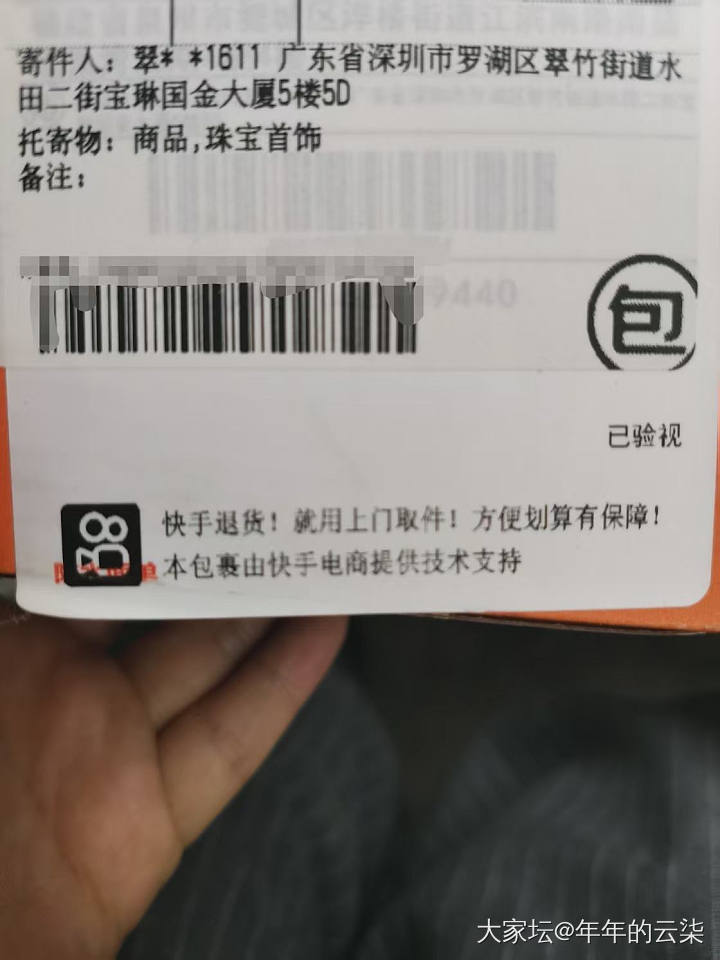 寄件人：翠* *1611 广东省深圳市罗湖区翠竹街道水
田二街宝琳国金大厦5楼5D
托寄物：商品,珠宝首饰
备注：
9440
包
已验视
快手退货！就用上门取件！方便划算有保障！
本包裹由快手电商提供技术支持
大家坛@年年的云柒